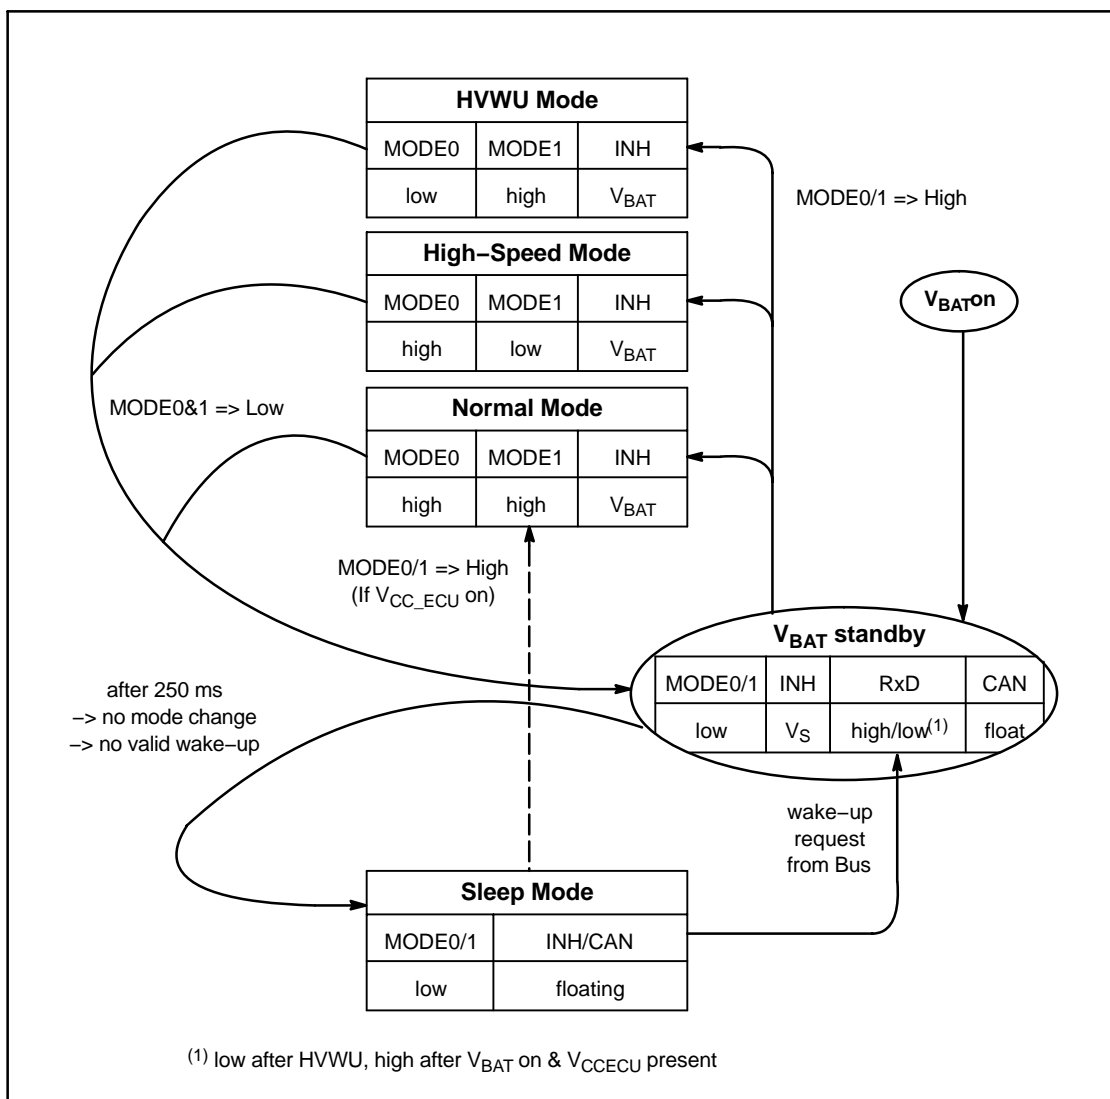 HVWU Mode
MODE0 MODE1 INH
low high VBAT
MODE0/1 => High
High–Speed Mode
MODE0 MODE1 INH
high low VBAT
VBATon
MODE0&1 => Low
Normal Mode
MODE0 MODE1 INH
high high VBAT
MODE0/1 => High
(If VCC_ECU on)
VBAT standby
MODE0/1 INH RxD CAN
low VS high/low(1) float
after 250 ms
–> no mode change
–> no valid wake–up
wake–up
request
from Bus
Sleep Mode
MODE0/1 INH/CAN
low floating
(1) low after HVWU, high after VBAT on & VCCECU present